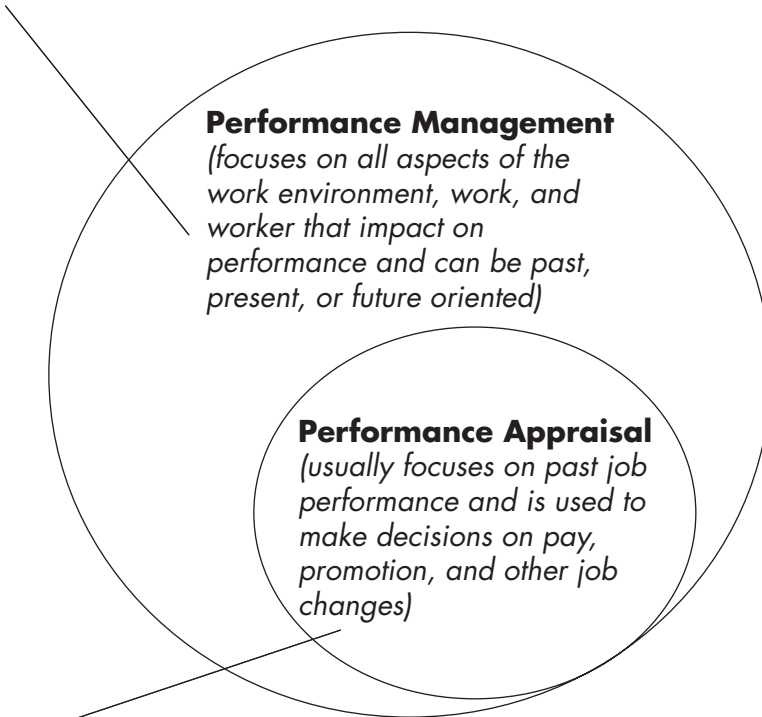 Performance Management
(focuses on all aspects of the
work environment, work, and
worker that impact on
performance and can be past,
present, or future oriented)
Performance Appraisal
(usually focuses on past job
performance and is used to
make decisions on pay,
promotion, and other job
changes)